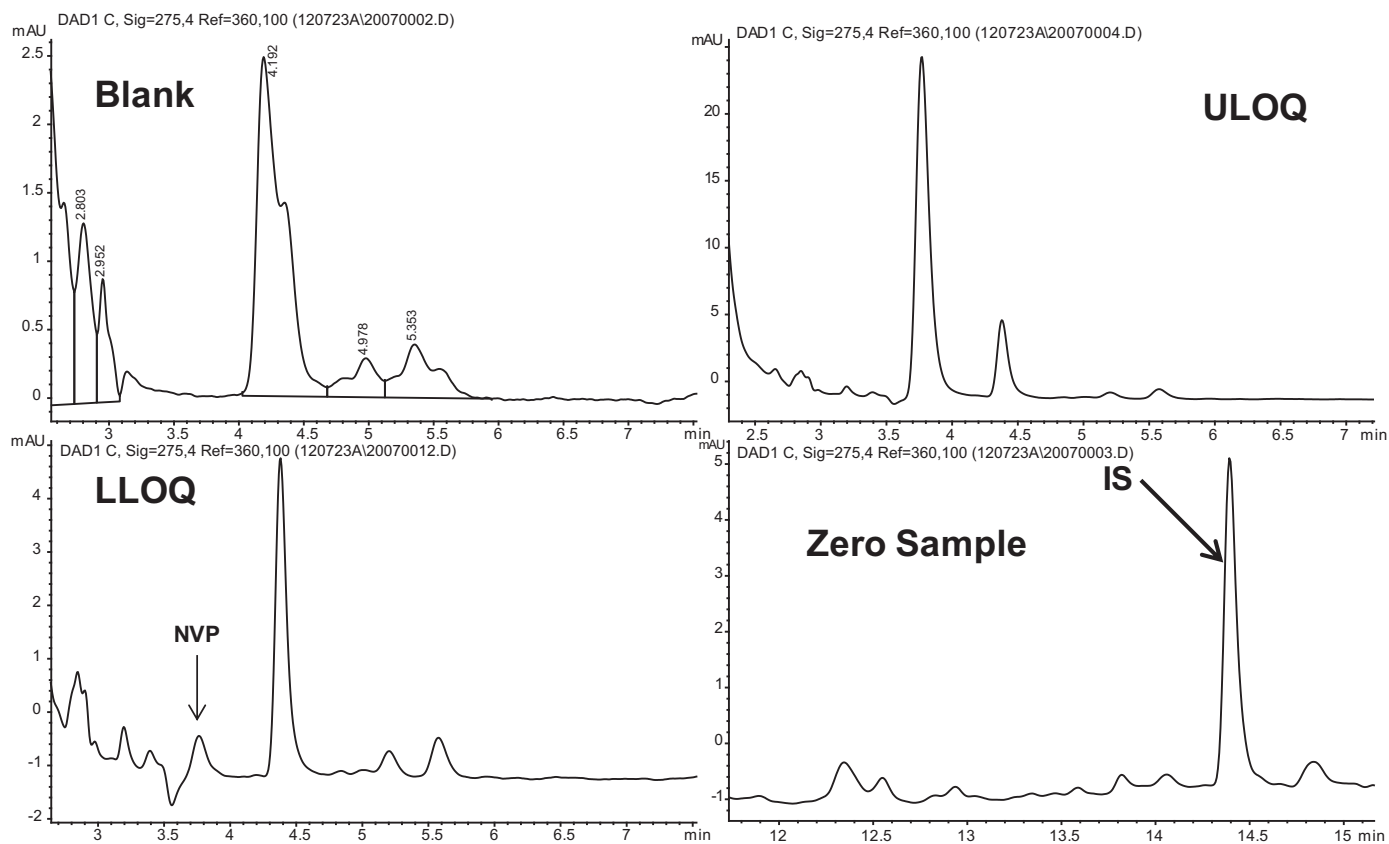 DAD1 C, Sig=275,4 Ref=360,100 (120723A\20070002.D)
mAU
2.5
2
1.5
1
0.5
0
Blank
2.803
2.952
4.192
4.978
5.353
3 3.5 4 4.5 5 5.5 6 6.5 7 min
DAD1 C, Sig=275,4 Ref=360,100 (120723A\20070004.D)
mAU
20
15
10
5
0
ULOQ
2.5 3 3.5 4 4.5 5 5.5 6 6.5 7 min
mAU
DAD1 C, Sig=275,4 Ref=360,100 (120723A\20070012.D)
LLOQ
4
3
2
1
0
-1
-2
NVP
3 3.5 4 4.5 5 5.5 6 6.5 7 min
mAU
DAD1 C, Sig=275,4 Ref=360,100 (120723A\20070003.D)
5
4
3
2
1
0
-1
IS
Zero Sample
12 12.5 13 13.5 14 14.5 15 min